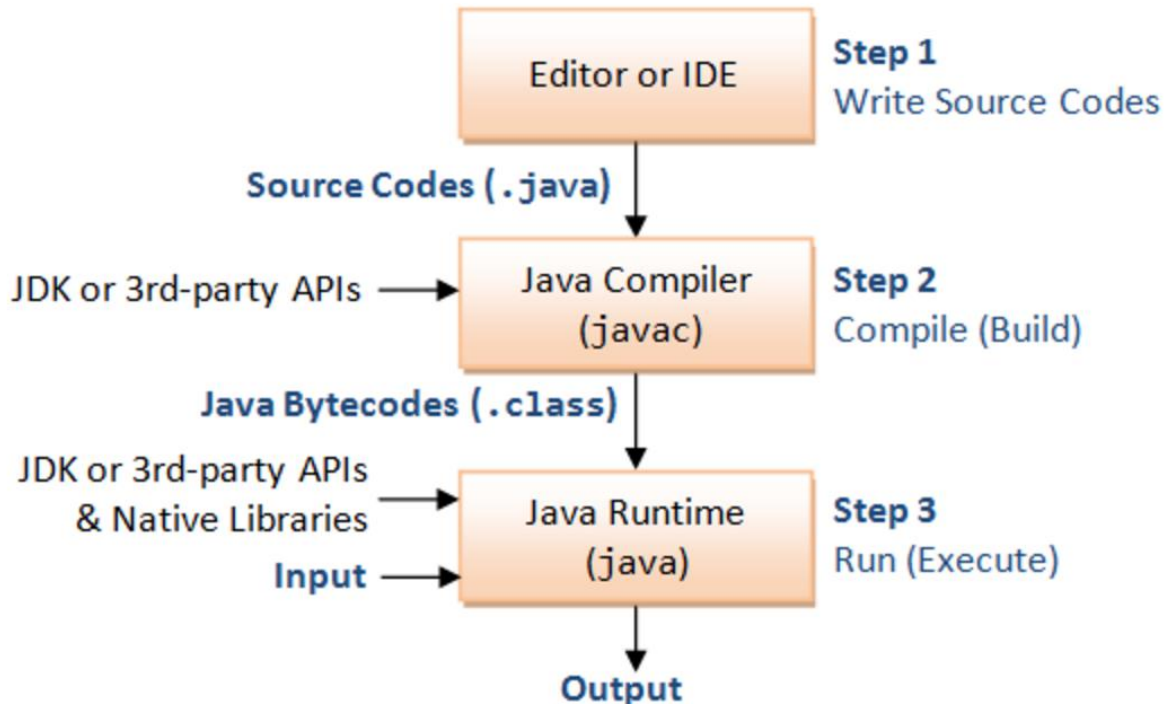 Editor or IDE
Step 1
Write Source Codes
Source Codes (.java)
JDK or 3rd-party APIs
Java Compiler
(javac)
Step 2
Compile (Build)
Java Bytecodes (.class)
JDK or 3rd-party APIs
& Native Libraries
Input
Java Runtime
(java)
Step 3
Run (Execute)
Output